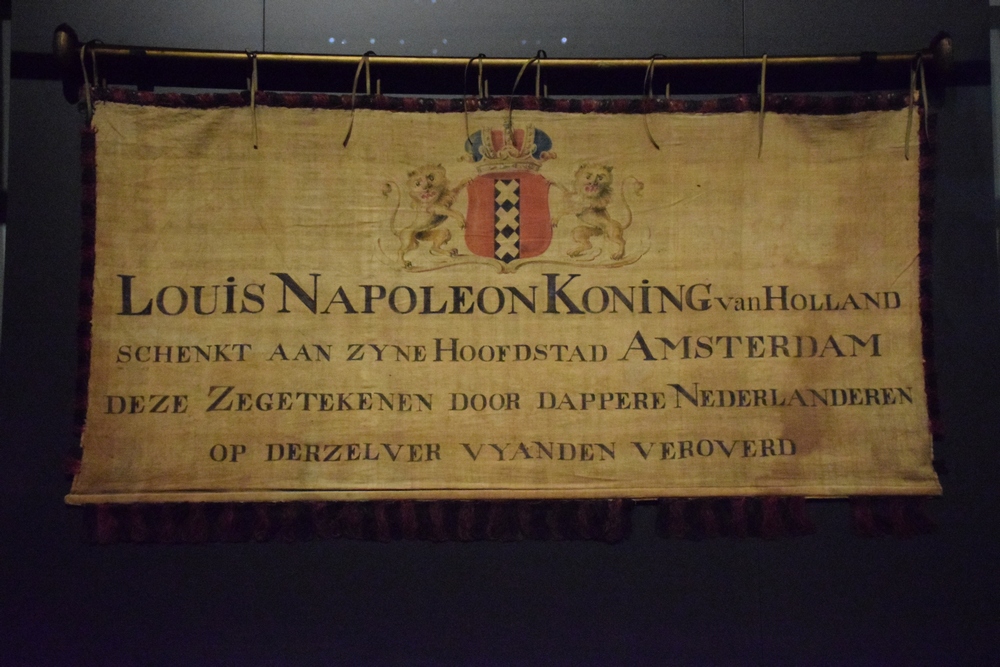 LOUiS NAPOLEON KONiNG van HOLLAND
SCHENKT AAN ZYNE HOOFDSTAD AMSTERDAM
DEZE ZEGETEKENEN DOOR DAPPERE NEDERLANDEREN
OP DERZELVER VYANDEN VEROVERD